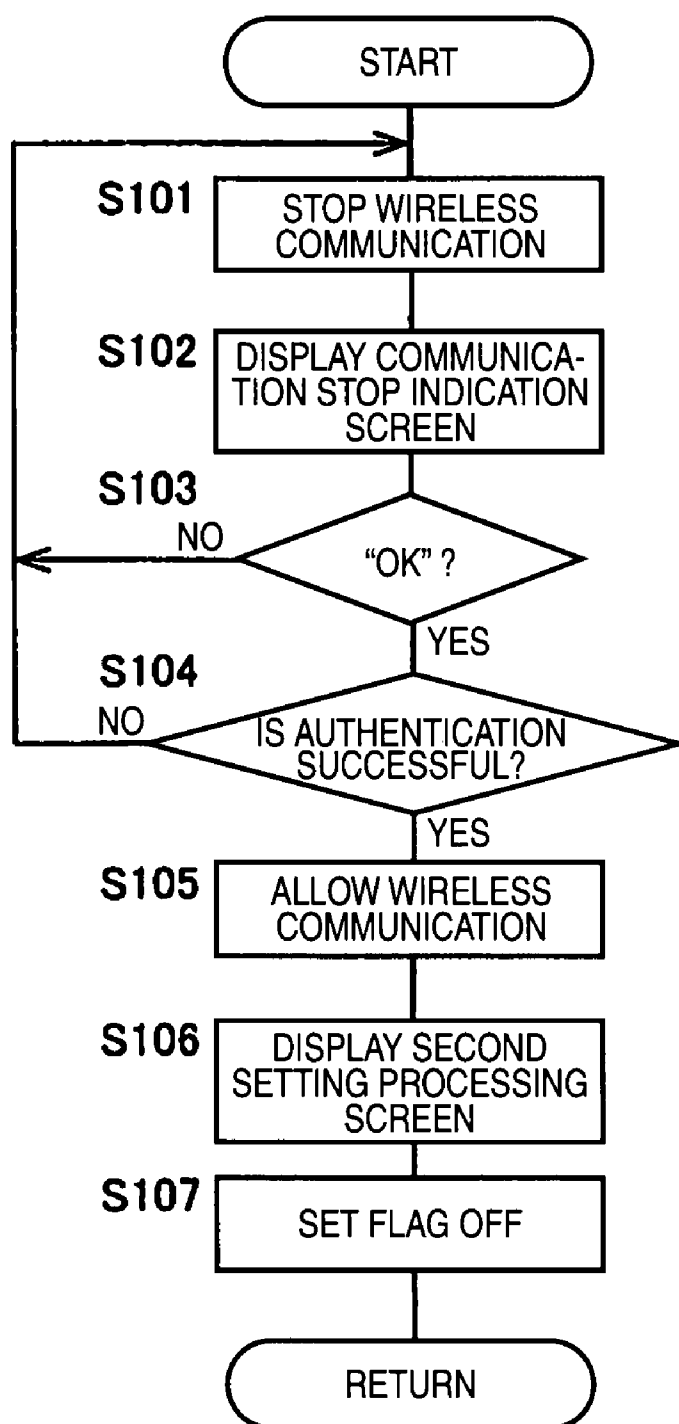 START
S101
STOP WIRELESS
COMMUNICATION
S102
DISPLAY COMMUNICA-
TION STOP INDICATION
SCREEN
S103
NO
“OK” ?
YES
S104
NO
IS AUTHENTICATION
SUCCESSFUL?
YES
S105
ALLOW WIRELESS
COMMUNICATION
S106
DISPLAY SECOND
SETTING PROCESSING
SCREEN
S107
SET FLAG OFF
RETURN